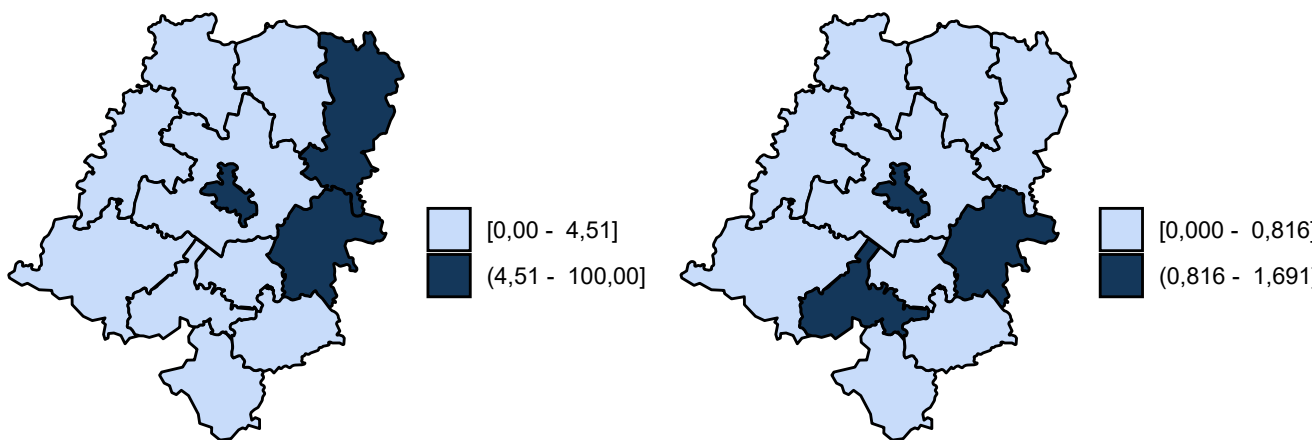 [0,00 - 4,51]
(4,51 - 100,00]
[0,000 - 0,816]
(0,816 - 1,691]